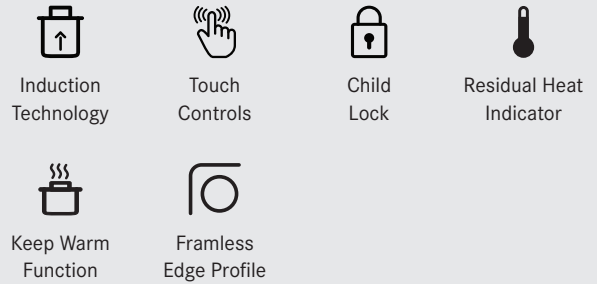 Induction
Technology
Touch
Controls
Child
Lock
Residual Heat
Indicator
Keep Warm
Function
Framless
Edge Profile